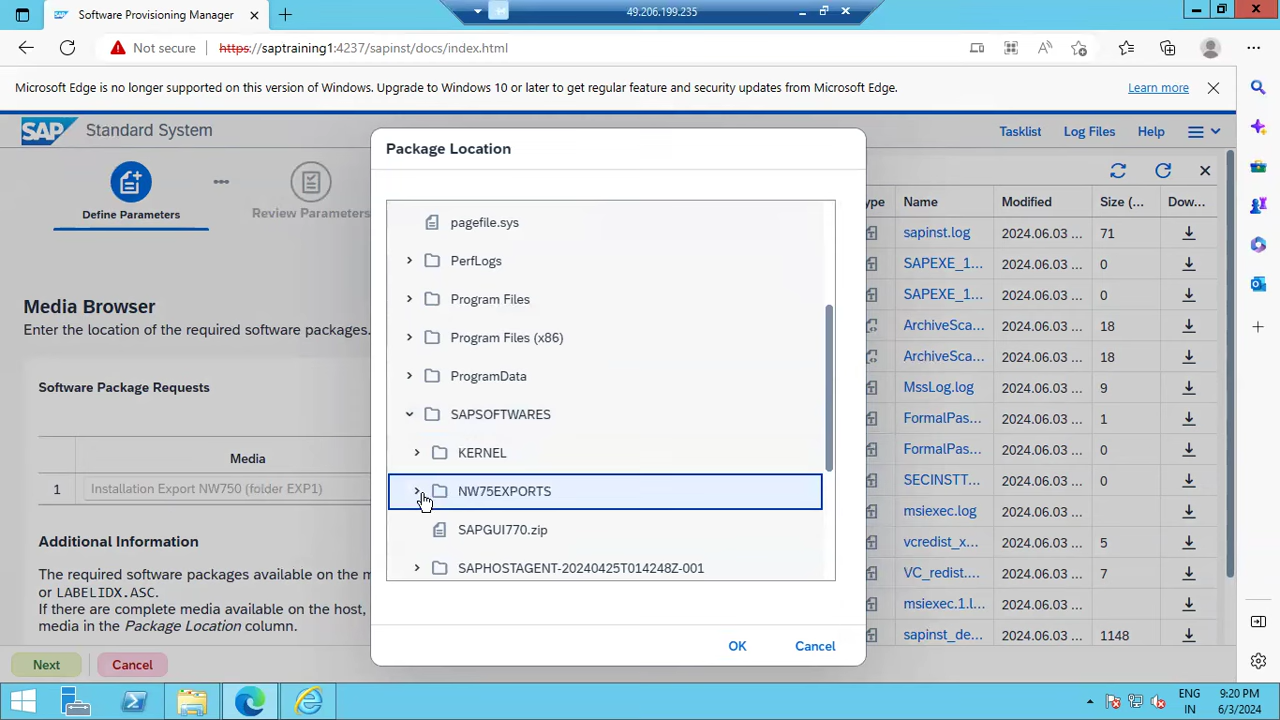 Software Provisioning Manager
49.206.199.235
Not secure
https://saptraining1:4237/sapinst/docs/index.html
Microsoft Edge is no longer supported on this version of Windows. Upgrade to Windows 10 or later to get regular feature and security updates from Microsoft Edge.
Learn more
SAP
Standard System
Tasklist
Log Files
Help
Define Parameters
Review Parameters
Media Browser
Enter the location of the required software packages.
Software Package Requests
Media
1
Installation Export NW750 (folder EXP1)
Additional Information
The required software packages available on the m
or LABELIDX.ASC.
If there are complete media available on the host,
media in the Package Location column.
Next
Cancel
Package Location
pagefile.sys
PerfLogs
Program Files
Program Files (x86)
ProgramData
SAPSOFTWARES
KERNEL
NW75EXPORTS
SAPGUI770.zip
SAPHOSTAGENT-20240425T014248Z-001
OK
Cancel
ype Name Modified Size (... Dow...
sapinst.log 2024.06.03 ... 71
SAPEXE_1... 2024.06.03 ... 0
SAPEXE_1... 2024.06.03 ... 0
ArchiveSca... 2024.06.03 ... 18
ArchiveSca... 2024.06.03 ... 18
MssLog.log 2024.06.03 ... 9
FormalPas... 2024.06.03 ... 1
FormalPas... 2024.06.03 ... 0
SECINSTT... 2024.06.03 ... 0
msiexec.log 2024.06.03 ...
vcredist_x... 2024.06.03 ... 5
VC_redist.... 2024.06.03 ... 7
msiexec.1.l... 2024.06.03 ...
sapinst_de... 2024.06.03 ... 1148
ENG
IN
9:20 PM
6/3/2024